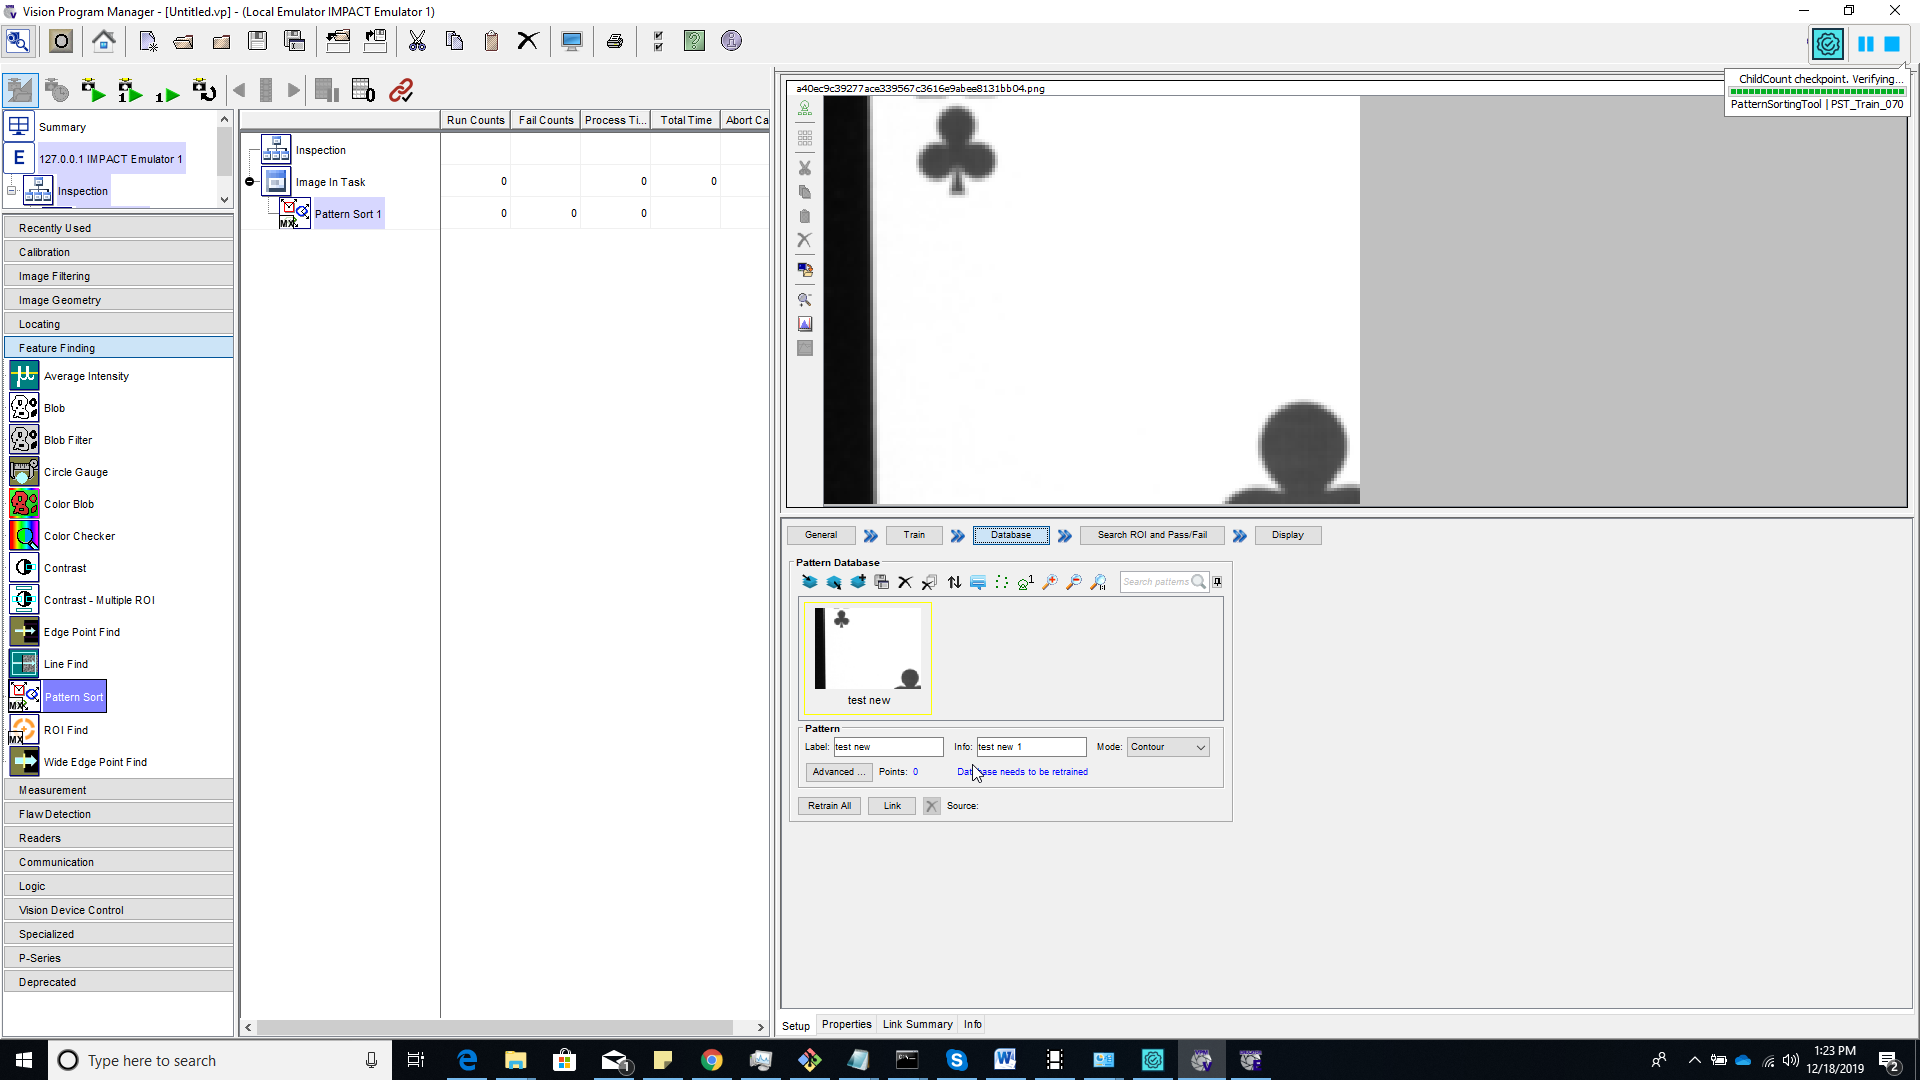 Vision Program Manager - [Untitled.vp] - (Local Emulator IMPACT Emulator 1)
ChildCount checkpoint. Verifying...
PatternSortingTool | PST_Train_070
Summary
E 127.0.0.1 IMPACT Emulator 1
Inspection
Recently Used
Calibration
Image Filtering
Image Geometry
Locating
Feature Finding
Average Intensity
Blob
Blob Filter
Circle Gauge
Color Blob
Color Checker
Contrast
Contrast - Multiple ROI
Edge Point Find
Line Find
MX Pattern Sort
MX ROI Find
Wide Edge Point Find
Measurement
Flaw Detection
Readers
Communication
Logic
Vision Device Control
Specialized
P-Series
Deprecated
Run Counts Fail Counts Process Ti... Total Time Abort Ca
Inspection
Image In Task 0 0 0
MX Pattern Sort 1 0 0 0
a40ec9c39277ace339567c3616e9abee8131bb04.png
General Train Database Search ROI and Pass/Fail Display
Pattern Database
Search patterns
test new
Pattern
Label: test new Info: test new 1 Mode: Contour
Advanced ... Points: 0 Database needs to be retrained
Retrain All Link Source:
Setup Properties Link Summary Info
Type here to search
1:23 PM
12/18/2019
2